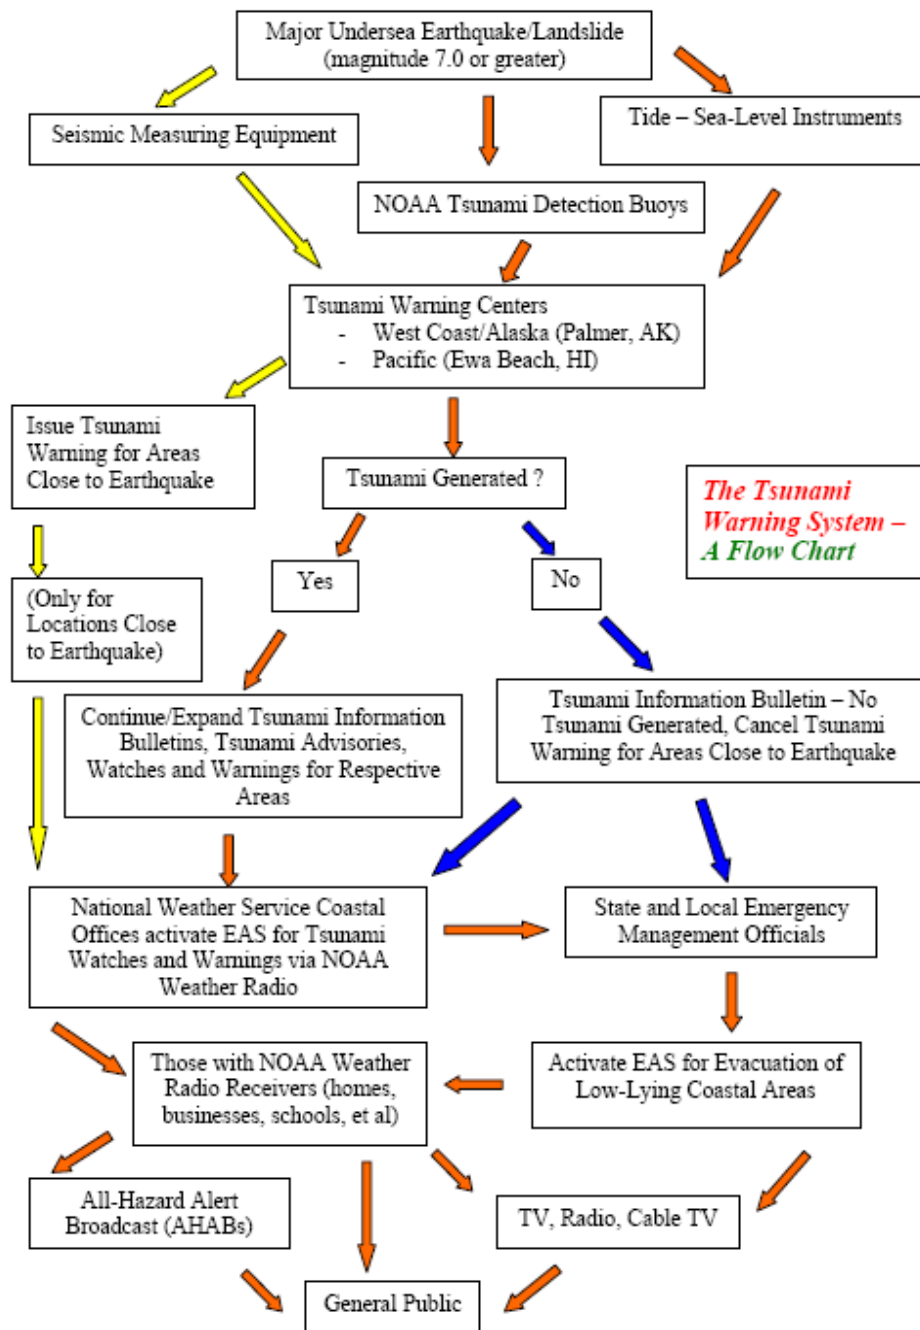 Major Undersea Earthquake/Landslide
(magnitude 7.0 or greater)
Seismic Measuring Equipment
Tide – Sea-Level Instruments
NOAA Tsunami Detection Buoys
Tsunami Warning Centers
- West Coast/Alaska (Palmer, AK)
- Pacific (Ewa Beach, HI)
Issue Tsunami
Warning for Areas
Close to Earthquake
Tsunami Generated ?
The Tsunami
Warning System –
A Flow Chart
Yes
No
(Only for
Locations Close
to Earthquake)
Continue/Expand Tsunami Information
Bulletins, Tsunami Advisories,
Watches and Warnings for Respective
Areas
Tsunami Information Bulletin – No
Tsunami Generated, Cancel Tsunami
Warning for Areas Close to Earthquake
National Weather Service Coastal
Offices activate EAS for Tsunami
Watches and Warnings via NOAA
Weather Radio
State and Local Emergency
Management Officials
Those with NOAA Weather
Radio Receivers (homes,
businesses, schools, et al)
Activate EAS for Evacuation of
Low-Lying Coastal Areas
All-Hazard Alert
Broadcast (AHABs)
TV, Radio, Cable TV
General Public